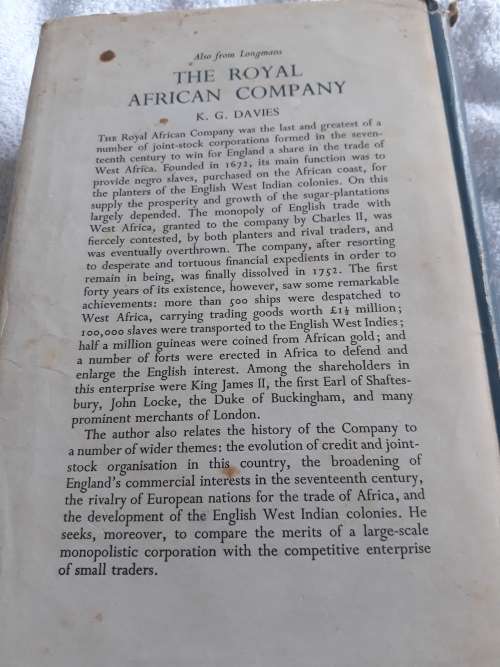 Also from Longmans
THE ROYAL
AFRICAN COMPANY
K. G. DAVIES
THE Royal African Company was the last and greatest of a
number of joint-stock corporations formed in the seven-
teenth century to win for England a share in the trade of
West Africa. Founded in 1672, its main function was to
provide negro slaves, purchased on the African coast, for
the planters of the English West Indian colonies. On this
supply the prosperity and growth of the sugar-plantations
largely depended. The monopoly of English trade with
West Africa, granted to the company by Charles II, was
fiercely contested, by both planters and rival traders, and
was eventually overthrown. The company, after resorting
to desperate and tortuous financial expedients in order to
remain in being, was finally dissolved in 1752. The first
forty years of its existence, however, saw some remarkable
achievements: more than 500 ships were despatched to
West Africa, carrying trading goods worth £1½ million;
100,000 slaves were transported to the English West Indies;
half a million guineas were coined from African gold; and
a number of forts were erected in Africa to defend and
enlarge the English interest. Among the shareholders in
this enterprise were King James II, the first Earl of Shaftes-
bury, John Locke, the Duke of Buckingham, and many
prominent merchants of London.
The author also relates the history of the Company to
a number of wider themes: the evolution of credit and joint-
stock organisation in this country, the broadening of
England's commercial interests in the seventeenth century,
the rivalry of European nations for the trade of Africa, and
the development of the English West Indian colonies. He
seeks, moreover, to compare the merits of a large-scale
monopolistic corporation with the competitive enterprise
of small traders.